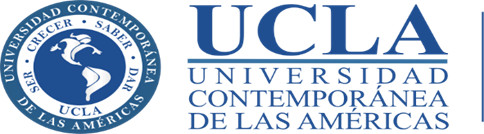 UNIVERSIDAD CONTEMPORÁNEA
DE LAS AMÉRICAS
SER · CRECER · SABER · DAR
UCLA
UCLA
UNIVERSIDAD
CONTEMPORÁNEA
DE LAS AMÉRICAS